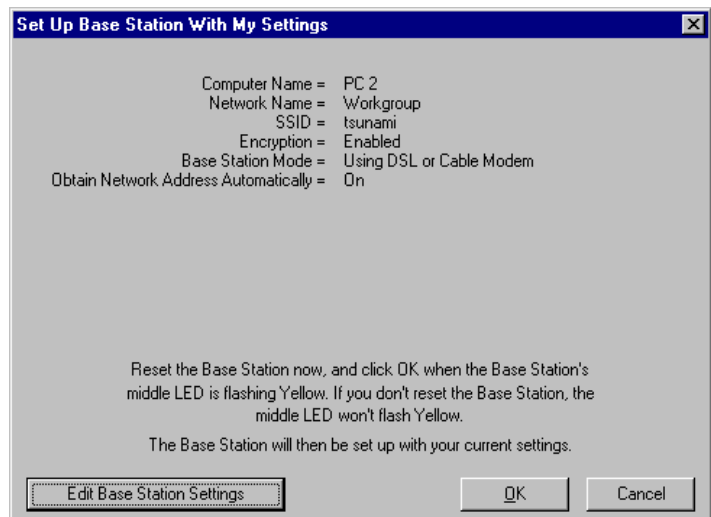 Set Up Base Station With My Settings
Computer Name = PC 2
Network Name = Workgroup
SSID = tsunami
Encryption = Enabled
Base Station Mode = Using DSL or Cable Modem
Obtain Network Address Automatically = On
Reset the Base Station now, and click OK when the Base Station's
middle LED is flashing Yellow. If you don't reset the Base Station, the
middle LED won't flash Yellow.
The Base Station will then be set up with your current settings.
Edit Base Station Settings OK Cancel